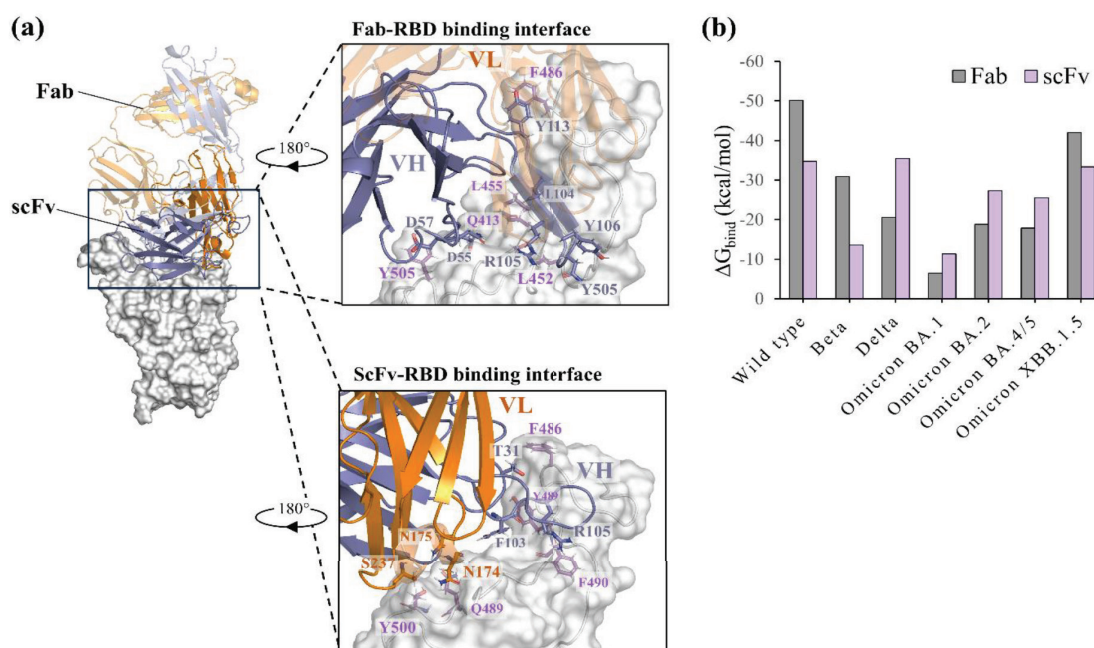 (a)
Fab
scFv
180°
Fab-RBD binding interface
VL
F486
Y113
VH
L455
L104
D57
Q413
Y106
D55
R105
Y505
L452
Y505
180°
ScFv-RBD binding interface
VL
F486
T31
VH
Y489
N175
F103
R105
S237
N174
F490
Q489
Y500
(b)
ΔGbind (kcal/mol)
-60
-50
-40
-30
-20
-10
0
Fab scFv
Wild type
Beta
Delta
Omicron BA.1
Omicron BA.2
Omicron BA.4/5
Omicron XBB.1.5